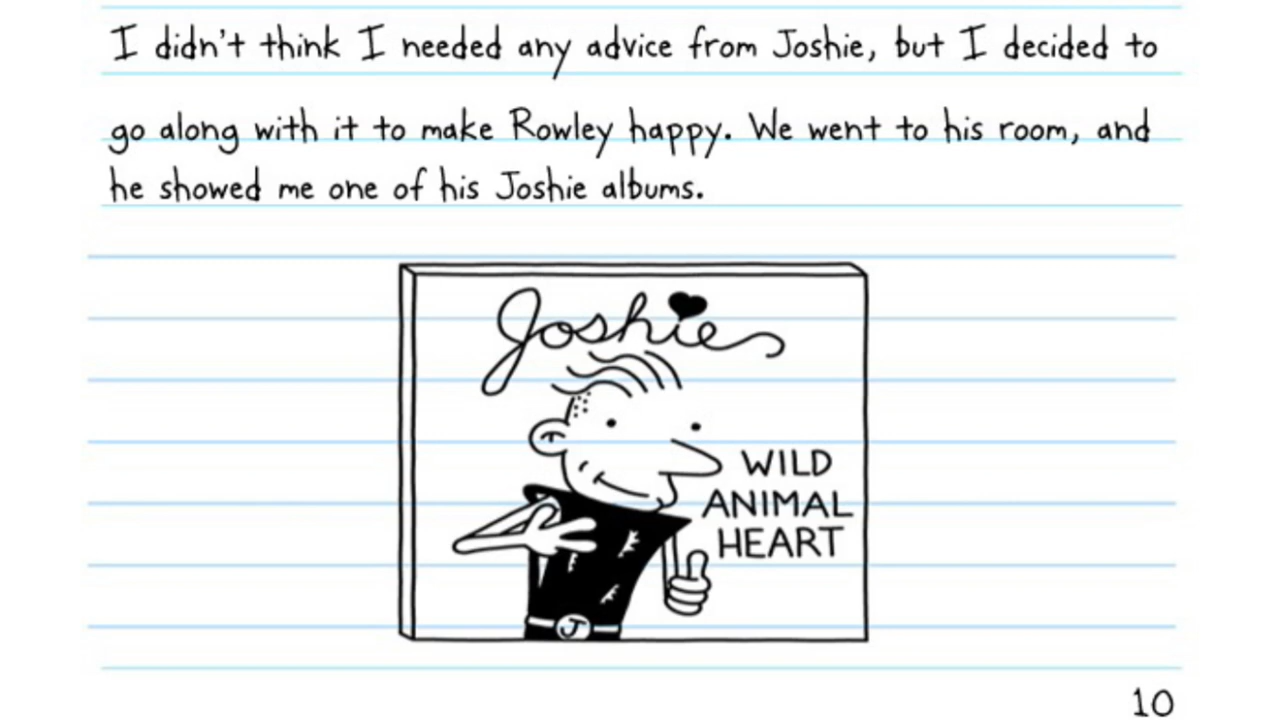 I didn't think I needed any advice from Joshie, but I decided to
go along with it to make Rowley happy. We went to his room, and
he showed me one of his Joshie albums.
Joshie
WILD
ANIMAL
HEART
J
10